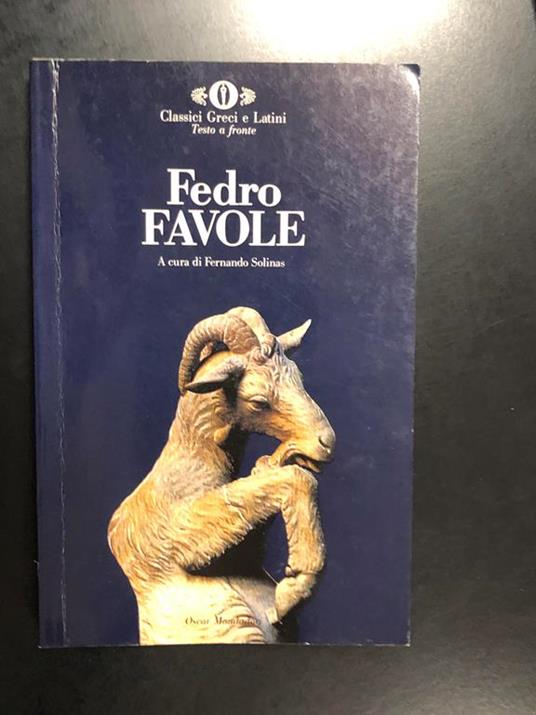 Classici Greci e Latini
Testo a fronte
Fedro
FAVOLE
A cura di Fernando Solinas
Oscar Mondadori